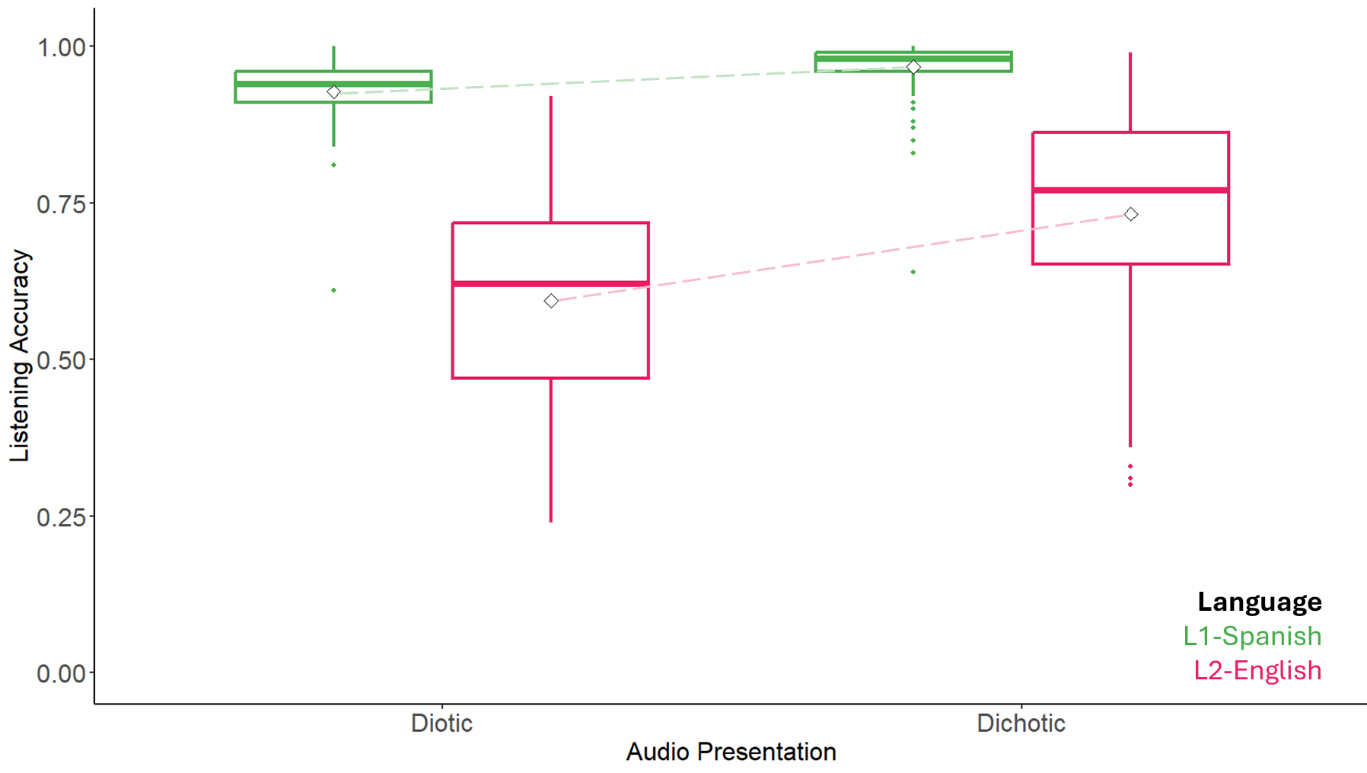 Listening Accuracy
1.00
0.75
0.50
0.25
0.00
Diotic
Dichotic
Audio Presentation
Language
L1-Spanish
L2-English